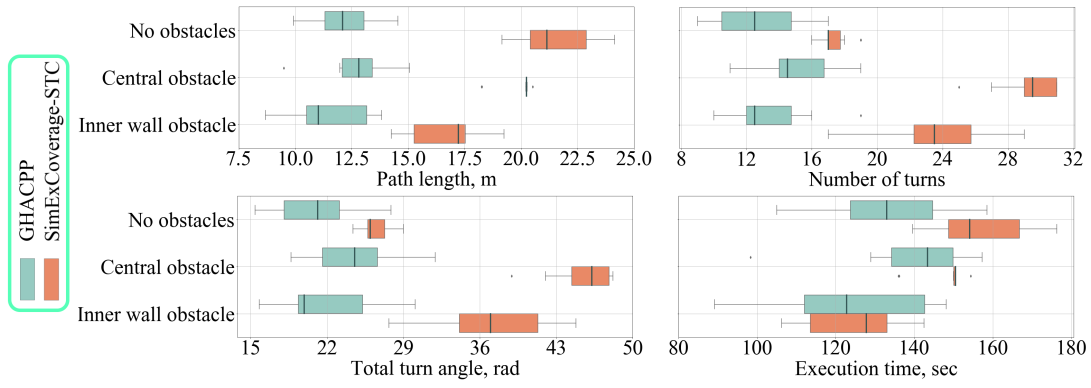 GHACPP
SimExCoverage-STC
No obstacles
Central obstacle
Inner wall obstacle
7.5 10.0 12.5 15.0 17.5 20.0 22.5 25.0
Path length, m
8 12 16 20 24 28 32
Number of turns
No obstacles
Central obstacle
Inner wall obstacle
15 22 29 36 43 50
Total turn angle, rad
80 100 120 140 160 180
Execution time, sec